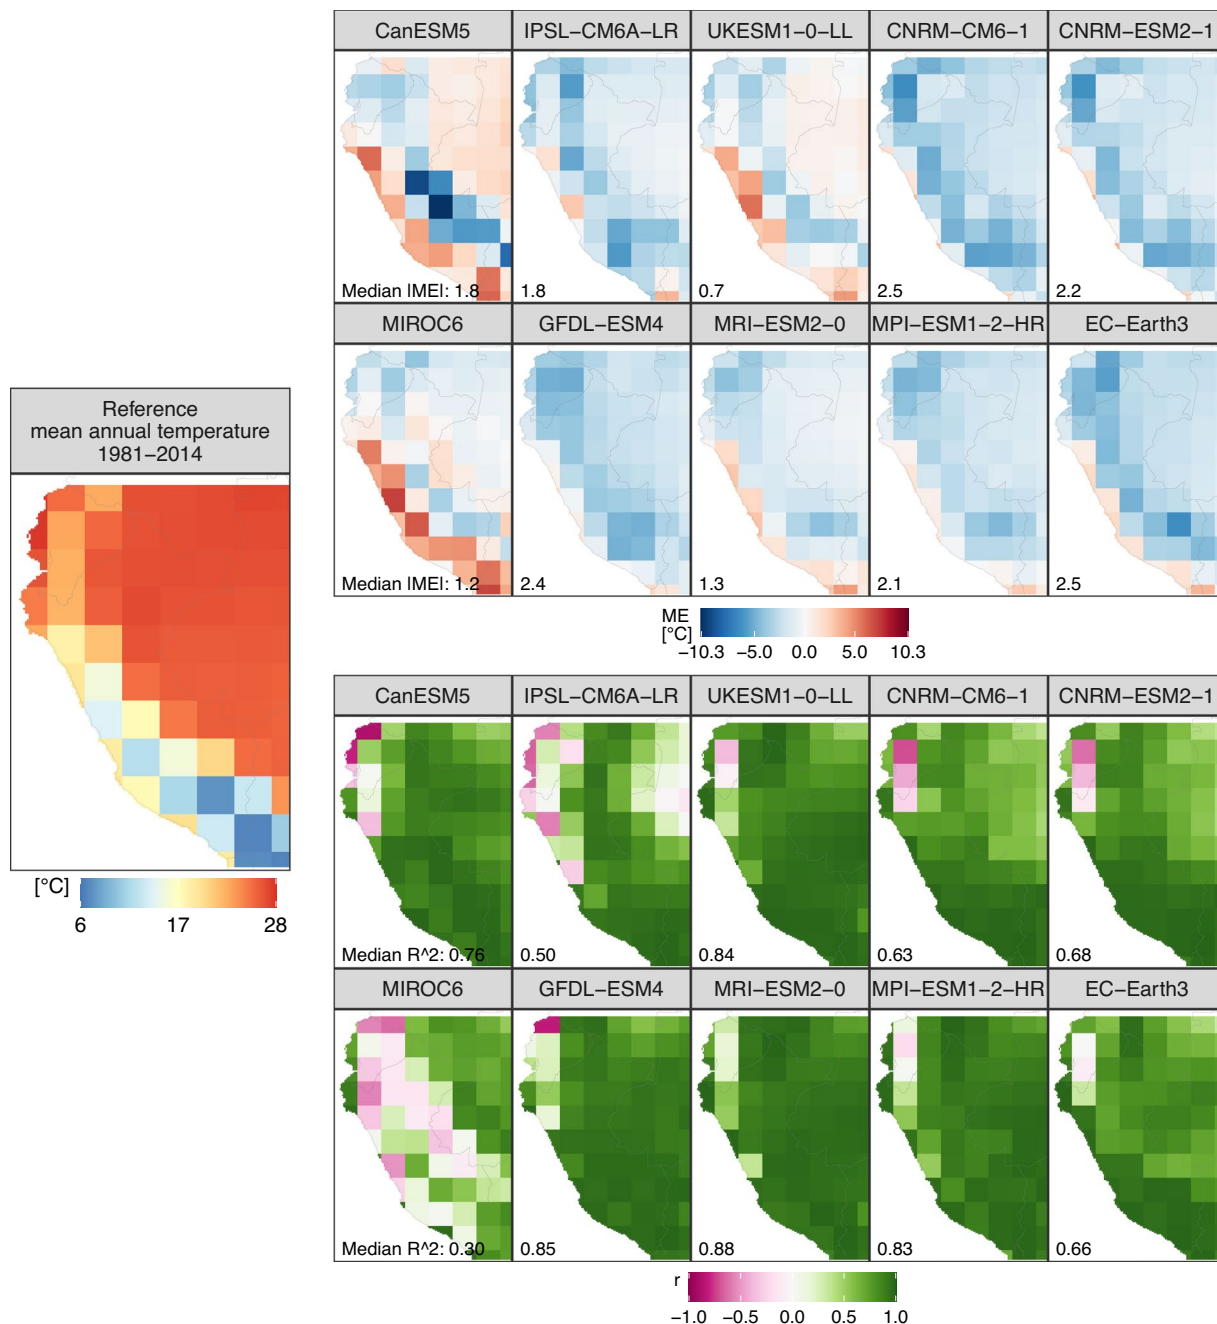 CanESM5
IPSL−CM6A−LR
UKESM1−0−LL
CNRM−CM6−1
CNRM−ESM2−1
Median |ME|: 1.8
1.8
0.7
2.5
2.2
MIROC6
GFDL−ESM4
MRI−ESM2−0
MPI−ESM1−2−HR
EC−Earth3
Median |ME|: 1.2
2.4
1.3
2.1
2.5
ME
[°C]
−10.3 −5.0 0.0 5.0 10.3
Reference
mean annual temperature
1981−2014
[°C]
6 17 28
CanESM5
IPSL−CM6A−LR
UKESM1−0−LL
CNRM−CM6−1
CNRM−ESM2−1
Median R^2: 0.76
0.50
0.84
0.63
0.68
MIROC6
GFDL−ESM4
MRI−ESM2−0
MPI−ESM1−2−HR
EC−Earth3
Median R^2: 0.30
0.85
0.88
0.83
0.66
r
−1.0 −0.5 0.0 0.5 1.0